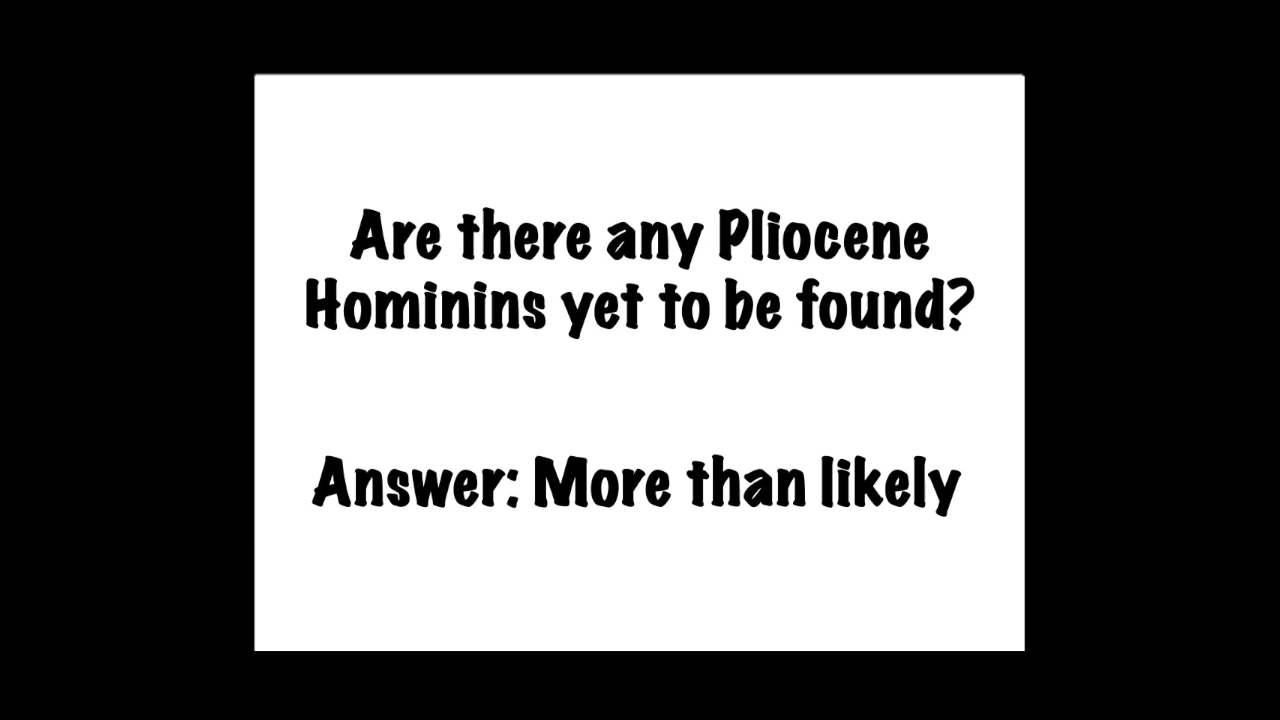 Are there any Pliocene
Hominins yet to be found?
Answer: More than likely